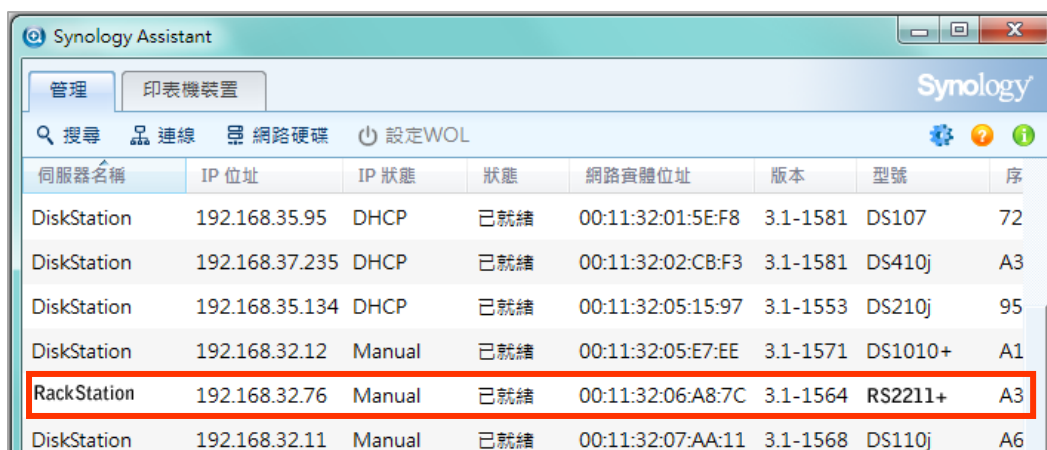 Synology Assistant
管理 印表機裝置 Synology
搜尋 連線 網路硬碟 設定WOL
伺服器名稱 IP 位址 IP 狀態 狀態 網路實體位址 版本 型號 序
DiskStation 192.168.35.95 DHCP 已就緒 00:11:32:01:5E:F8 3.1-1581 DS107 72
DiskStation 192.168.37.235 DHCP 已就緒 00:11:32:02:CB:F3 3.1-1581 DS410j A3
DiskStation 192.168.35.134 DHCP 已就緒 00:11:32:05:15:97 3.1-1553 DS210j 95
DiskStation 192.168.32.12 Manual 已就緒 00:11:32:05:E7:EE 3.1-1571 DS1010+ A1
RackStation 192.168.32.76 Manual 已就緒 00:11:32:06:A8:7C 3.1-1564 RS2211+ A3
DiskStation 192.168.32.11 Manual 已就緒 00:11:32:07:AA:11 3.1-1568 DS110j A6